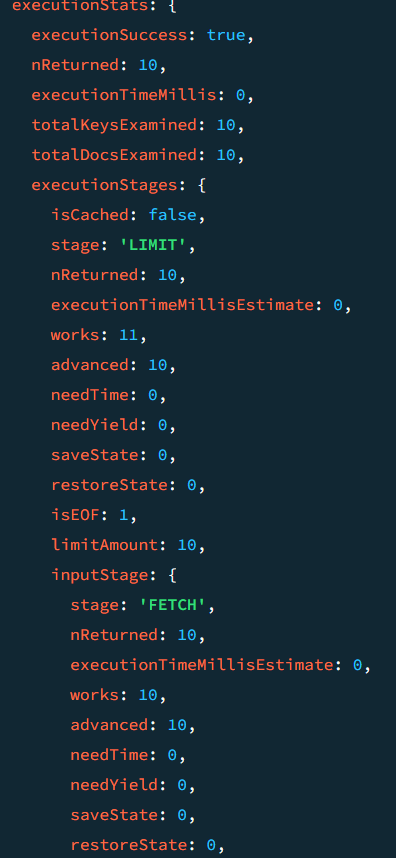 executionStats: {
executionSuccess: true,
nReturned: 10,
executionTimeMillis: 0,
totalKeysExamined: 10,
totalDocsExamined: 10,
executionStages: {
isCached: false,
stage: 'LIMIT',
nReturned: 10,
executionTimeMillisEstimate: 0,
works: 11,
advanced: 10,
needTime: 0,
needYield: 0,
saveState: 0,
restoreState: 0,
isEOF: 1,
limitAmount: 10,
inputStage: {
stage: 'FETCH',
nReturned: 10,
executionTimeMillisEstimate: 0,
works: 10,
advanced: 10,
needTime: 0,
needYield: 0,
saveState: 0,
restoreState: 0,